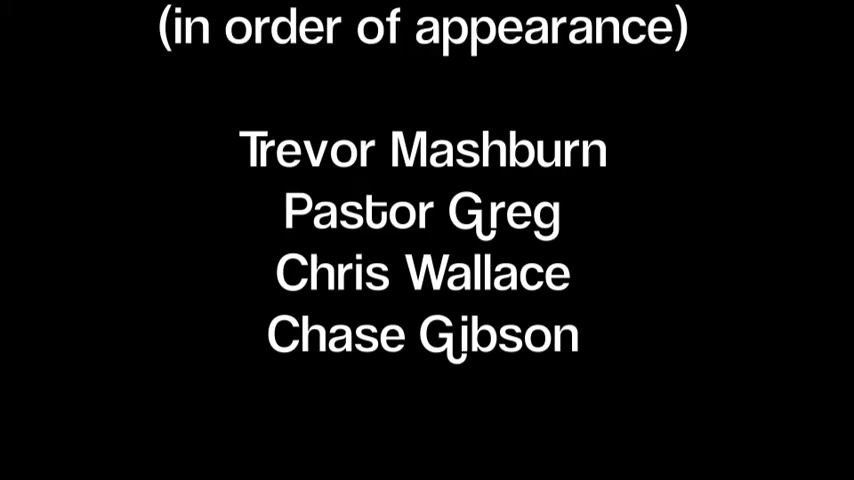 (in order of appearance)
Trevor Mashburn
Pastor Greg
Chris Wallace
Chase Gibson